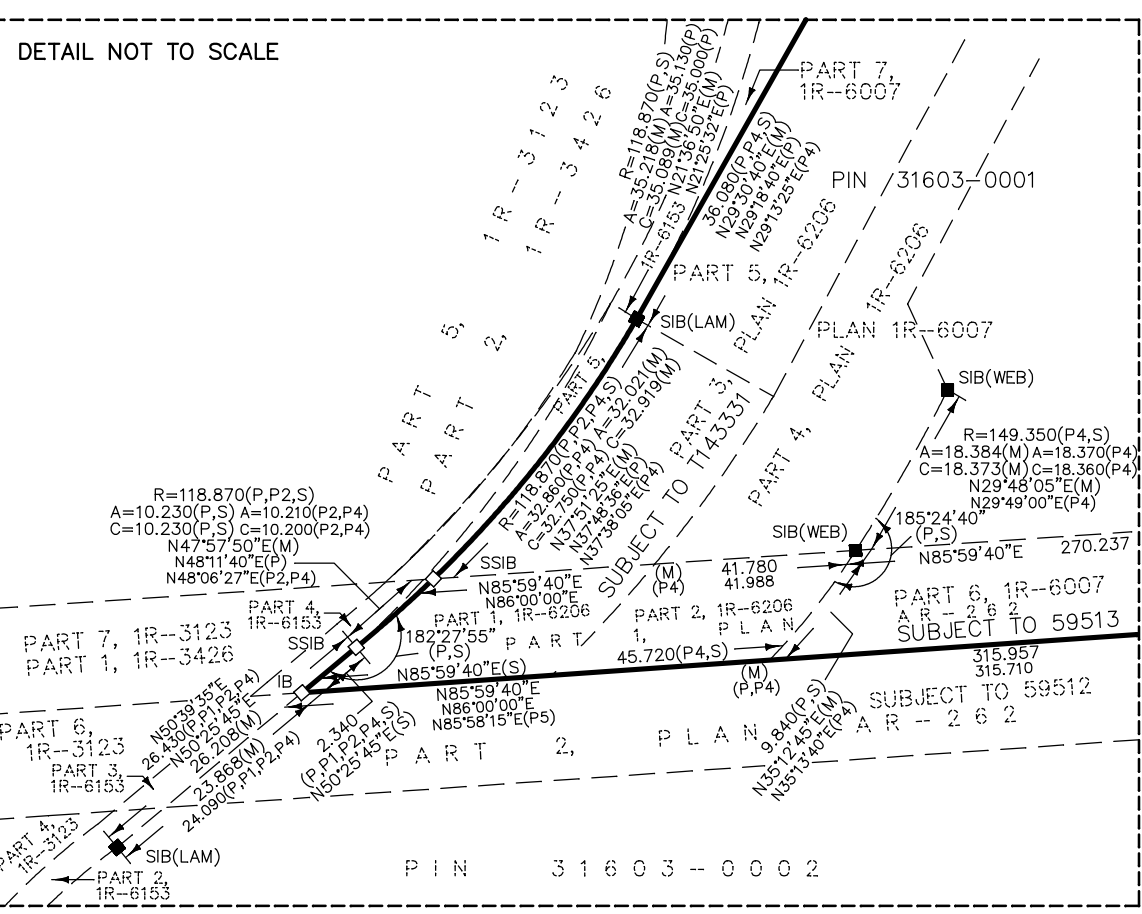 DETAIL NOT TO SCALE
1R-3123
1R-3426
PART 5,
PART 2,
R=118.870(P,S)
A=35.218(M) A=35.130(P)
C=35.089(M) C=35.000(P)
N21°36'50"E(M)
N21°25'32"E(P)
1R-6153
PART 7,
1R-6007
36.080(P,P4,S)
N29°30'40"E(M)
N29°18'40"E(P)
N29°13'25"E(P4)
PIN 31603-0001
PART 5,
PLAN 1R-6206
SIB(LAM)
PLAN 1R-6007
SIB(WEB)
PART 5,
R=118.870(P,P2,P4,S)
A=32.860(P,P4) A=32.021(M)
C=32.750(P,P4) C=32.919(M)
N37°51'25"E(M)
N37°48'36"E(P)
N37°38'05"E(P4)
PART 3,
SUBJECT TO T143331
PART 4, PLAN 1R-6206
R=149.350(P4,S)
A=18.384(M) A=18.370(P4)
C=18.373(M) C=18.360(P4)
N29°48'05"E(M)
N29°49'00"E(P4)
R=118.870(P,P2,S)
A=10.230(P,S) A=10.210(P2,P4)
C=10.230(P,S) C=10.200(P2,P4)
N47°57'50"E(M)
N48°11'40"E(P)
N48°06'27"E(P2,P4)
SIB(WEB)
185°24'40"
(P,S)
N85°59'40"E
270.237
SSIB
N85°59'40"E
N86°00'00"E
(M)
(P4)
41.780
41.988
PART 6, 1R-6007
AR-262
SUBJECT TO 59513
PART 4,
1R-6153
PART 1, 1R-6206
PART 2, 1R-6206
PART 1, PLAN
SSIB
182°27'55"
(P,S)
PART 7, 1R-3123
PART 1, 1R-3426
N85°59'40"E(S)
45.720(P4,S)
(M)
(P,P4)
315.957
315.710
IB
N85°59'40"E
N86°00'00"E
N85°58'15"E(P5)
SUBJECT TO 59512
PART 2, PLAN AR-262
N50°39'35"E
26.430(P,P1,P2,P4)
N50°25'45"E
26.208(M)
23.868(M)
24.090(P,P1,P2,P4)
2.340
(P,P1,P2,P4,S)
N50°25'45"E(S)
9.840(P,S)
N35°12'45"E(M)
N35°13'40"E(P4)
PART 6,
1R-3123
PART 3,
1R-6153
PART 4,
1R-3123
SIB(LAM)
PART 2,
1R-6153
PIN 31603-0002